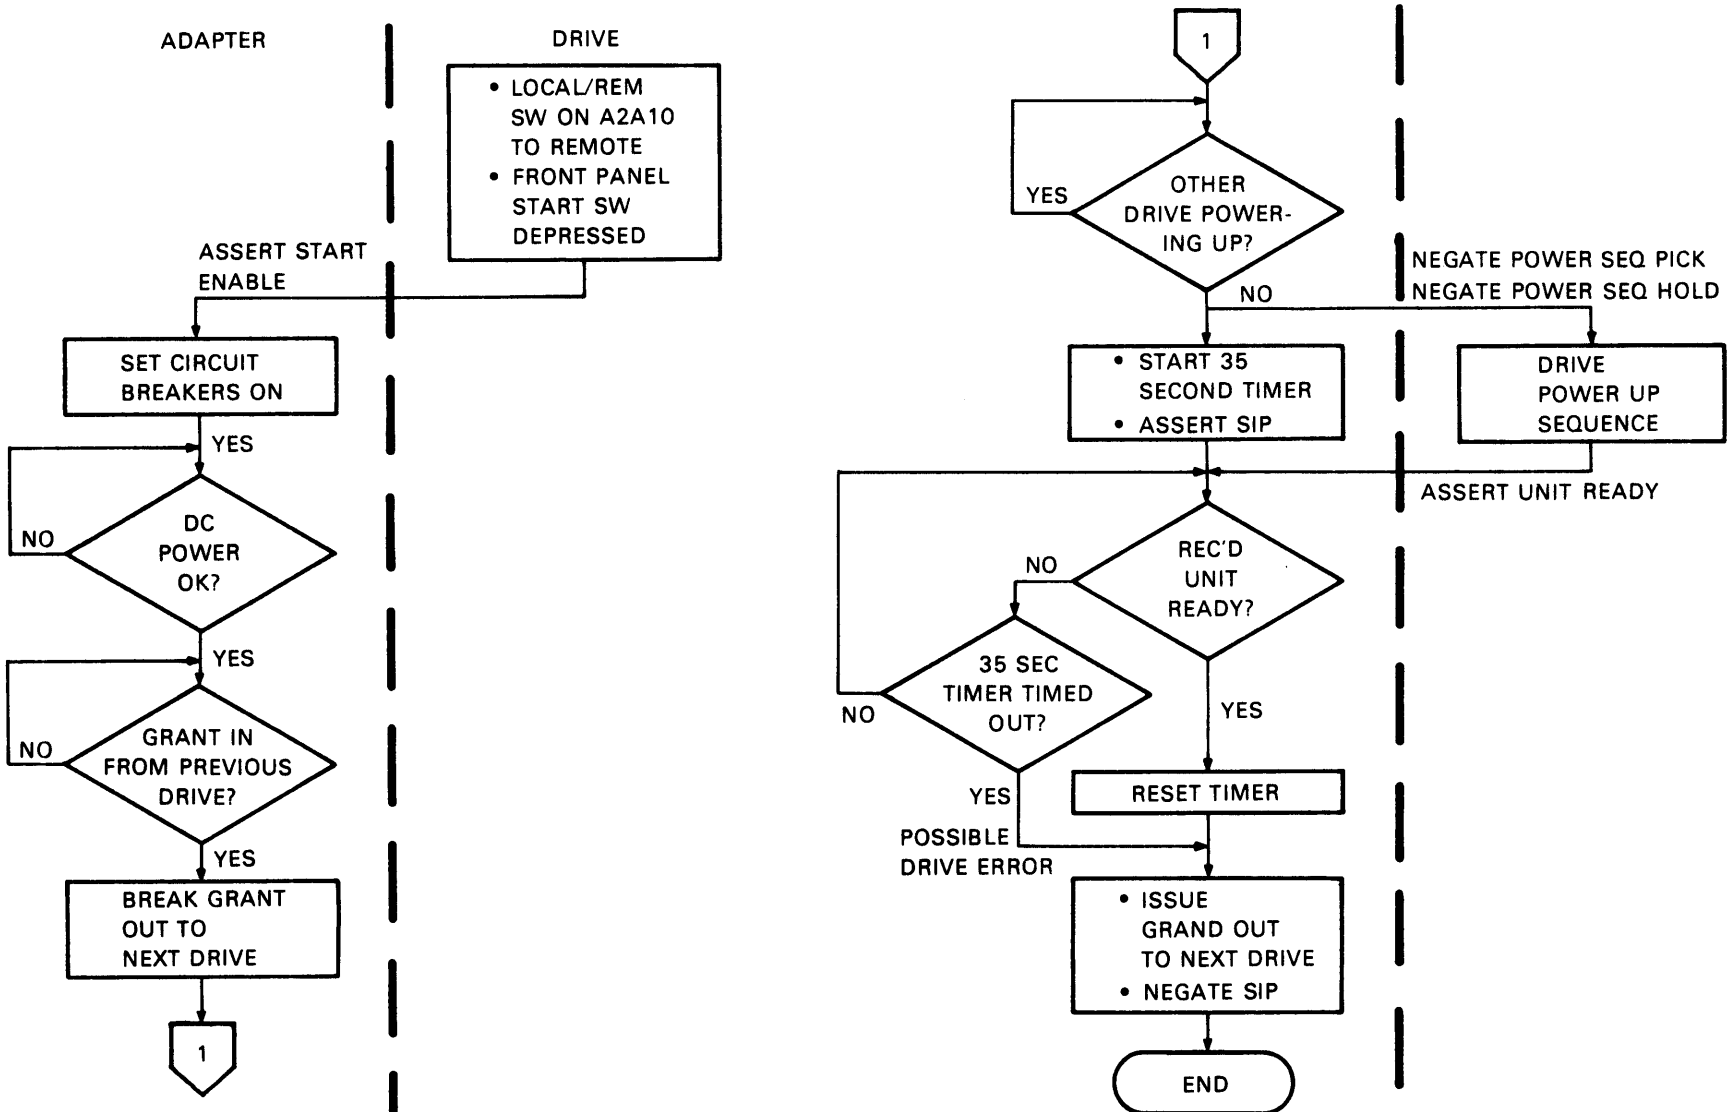 ADAPTER
DRIVE
• LOCAL/REM
SW ON A2A10
TO REMOTE
• FRONT PANEL
START SW
DEPRESSED
ASSERT START
ENABLE
SET CIRCUIT
BREAKERS ON
YES
NO
DC
POWER
OK?
YES
NO
GRANT IN
FROM PREVIOUS
DRIVE?
YES
BREAK GRANT
OUT TO
NEXT DRIVE
1
1
YES
OTHER
DRIVE POWER-
ING UP?
NO
NEGATE POWER SEQ PICK
NEGATE POWER SEQ HOLD
• START 35
SECOND TIMER
• ASSERT SIP
DRIVE
POWER UP
SEQUENCE
ASSERT UNIT READY
REC'D
UNIT
READY?
NO
35 SEC
TIMER TIMED
OUT?
NO
YES
YES
RESET TIMER
POSSIBLE
DRIVE ERROR
• ISSUE
GRAND OUT
TO NEXT DRIVE
• NEGATE SIP
END